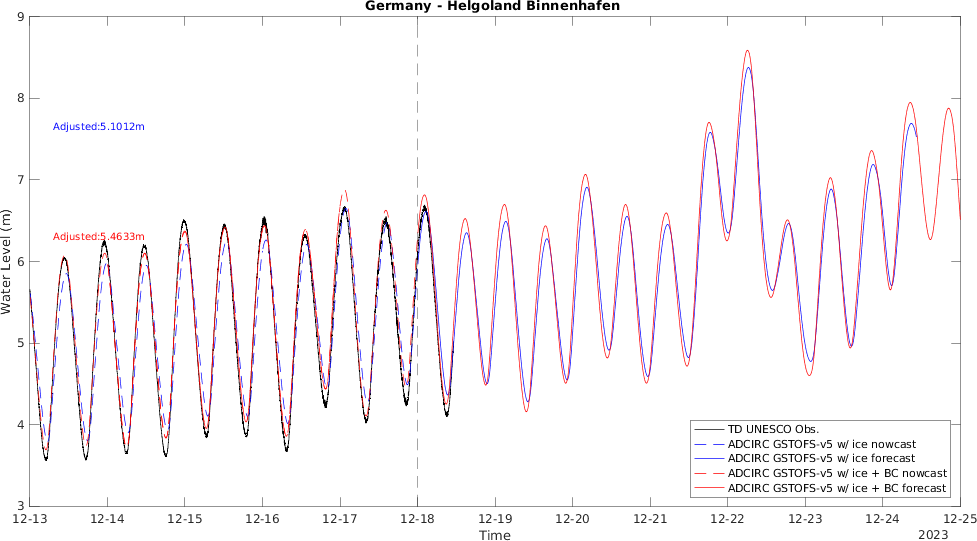 Germany - Helgoland Binnenhafen
9
8
7
6
5
4
3
Water Level (m)
Adjusted:5.1012m
Adjusted:5.4633m
TD UNESCO Obs.
ADCIRC GSTOFS-v5 w/ ice nowcast
ADCIRC GSTOFS-v5 w/ ice forecast
ADCIRC GSTOFS-v5 w/ ice + BC nowcast
ADCIRC GSTOFS-v5 w/ ice + BC forecast
12-13 12-14 12-15 12-16 12-17 12-18 12-19 12-20 12-21 12-22 12-23 12-24 12-25
Time
2023